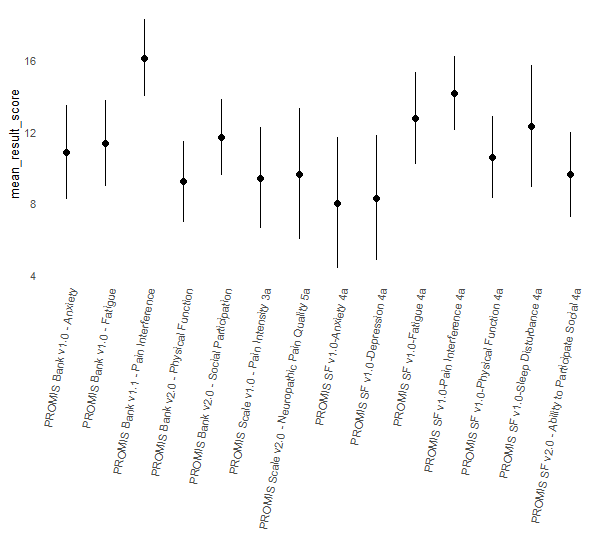 mean_result_score
16
12
8
4
PROMIS Bank v1.0 - Anxiety
PROMIS Bank v1.0 - Fatigue
PROMIS Bank v1.1 - Pain Interference
PROMIS Bank v2.0 - Physical Function
PROMIS Bank v2.0 - Social Participation
PROMIS Scale v1.0 - Pain Intensity 3a
PROMIS Scale v2.0 - Neuropathic Pain Quality 5a
PROMIS SF v1.0-Anxiety 4a
PROMIS SF v1.0-Depression 4a
PROMIS SF v1.0-Fatigue 4a
PROMIS SF v1.0-Pain Interference 4a
PROMIS SF v1.0-Physical Function 4a
PROMIS SF v1.0-Sleep Disturbance 4a
PROMIS SF v2.0 - Ability to Participate Social 4a